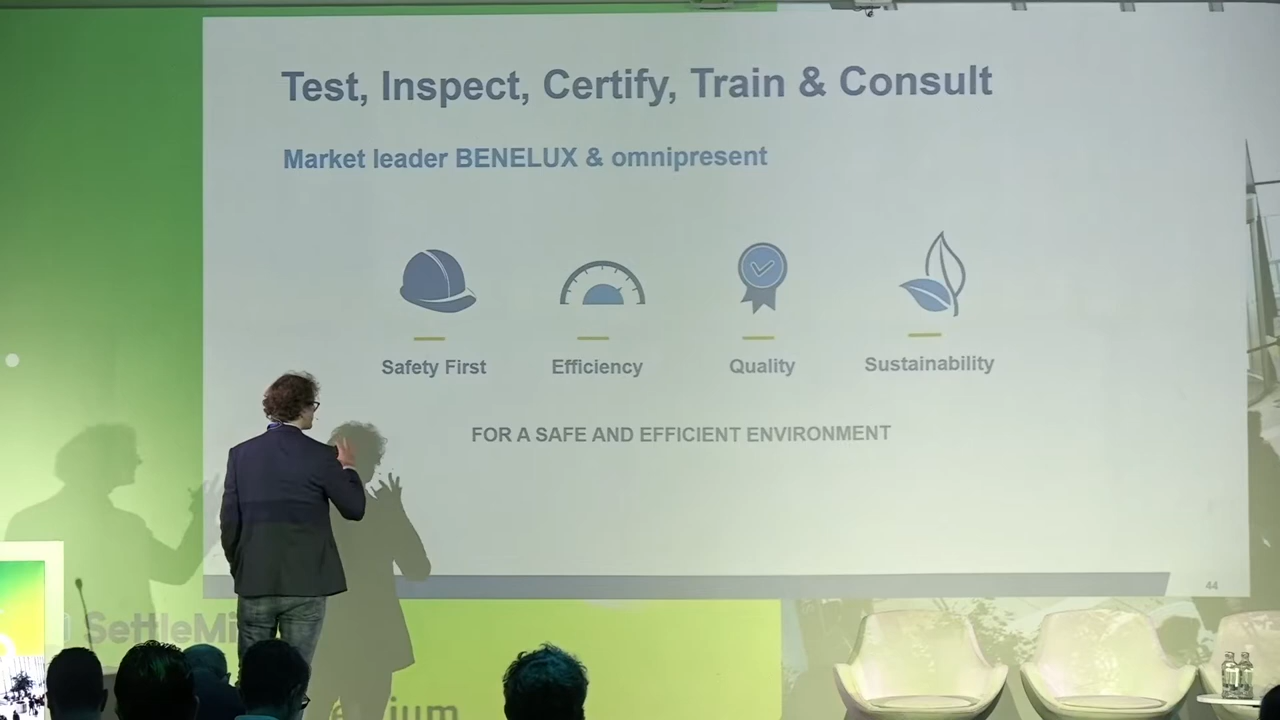 Test, Inspect, Certify, Train & Consult
Market leader BENELUX & omnipresent
Safety First
Efficiency
Quality
Sustainability
FOR A SAFE AND EFFICIENT ENVIRONMENT
44
SettleMi